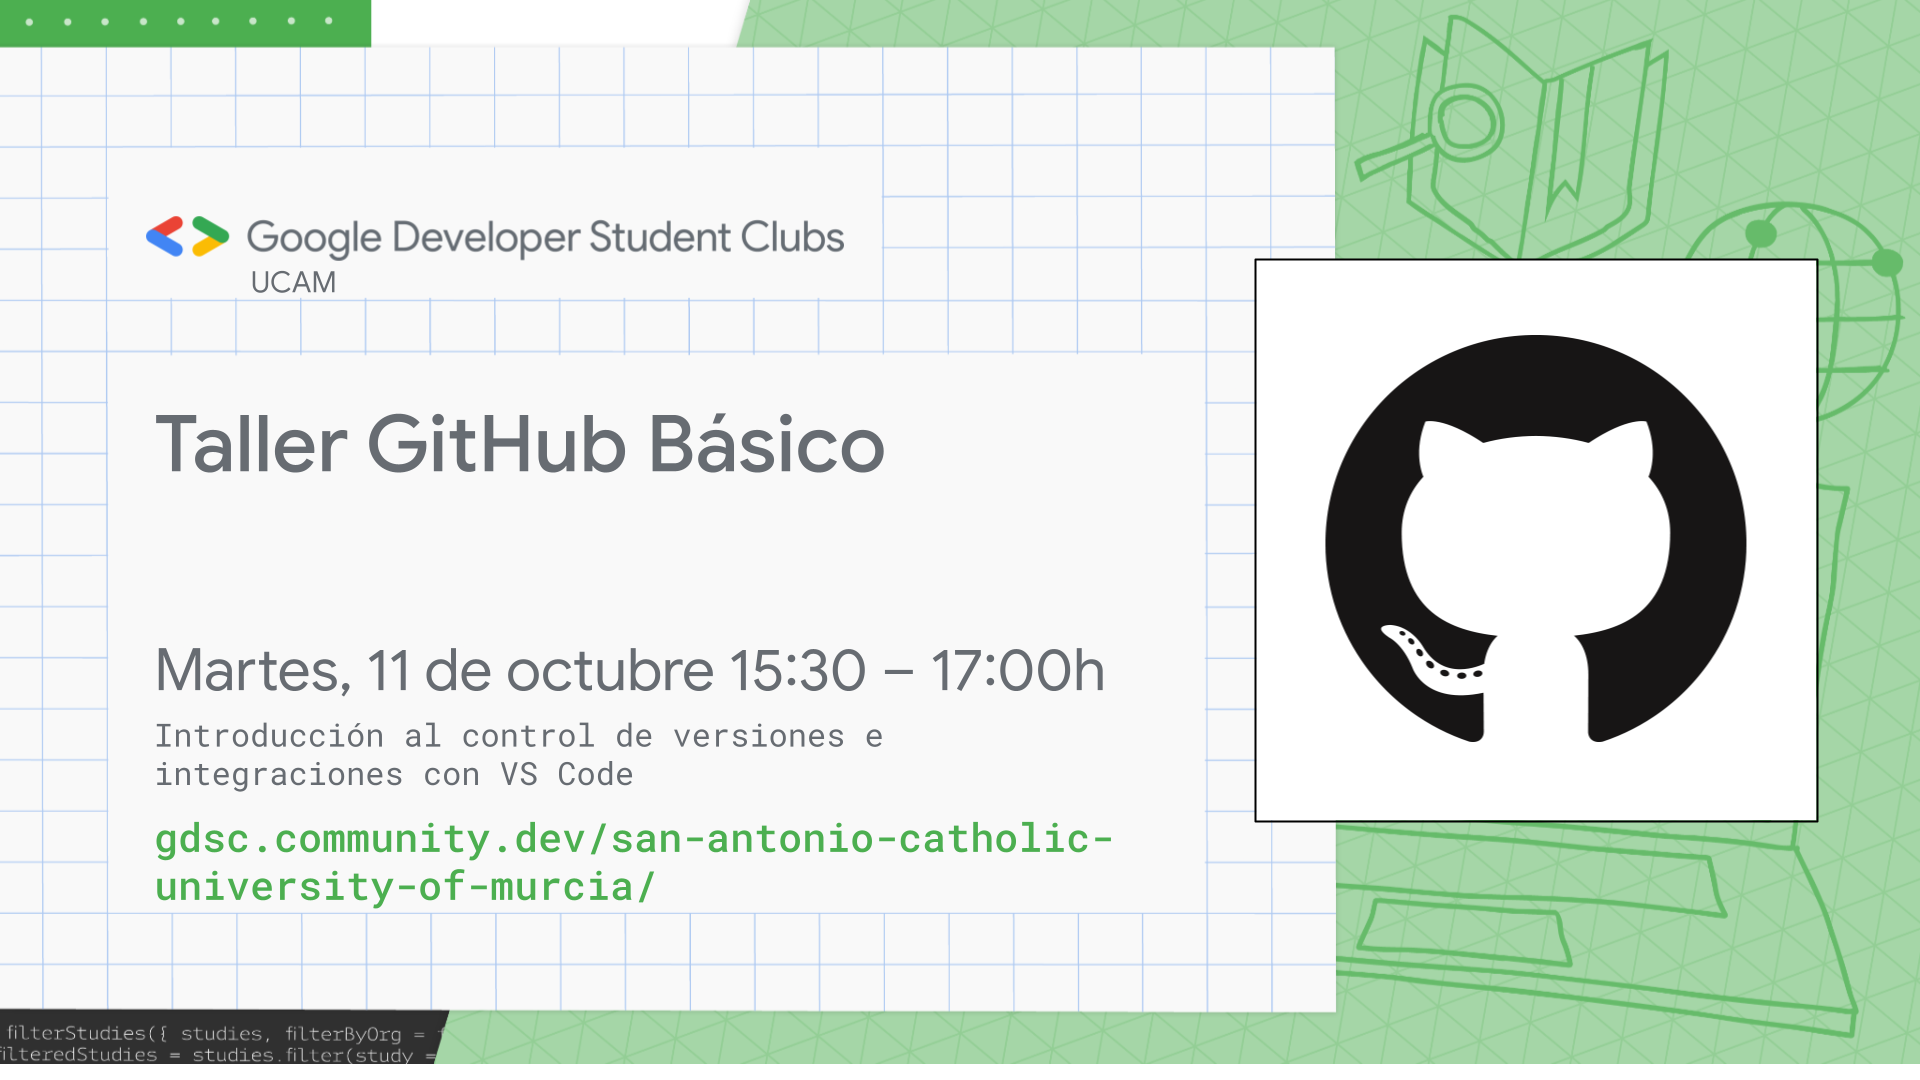 Google Developer Student Clubs
UCAM
Taller GitHub Básico
Martes, 11 de octubre 15:30 – 17:00h
Introducción al control de versiones e
integraciones con VS Code
gdsc.community.dev/san-antonio-catholic-
university-of-murcia/
filterStudies({ studies, filterByOrg =
filteredStudies = studies.filter(study =